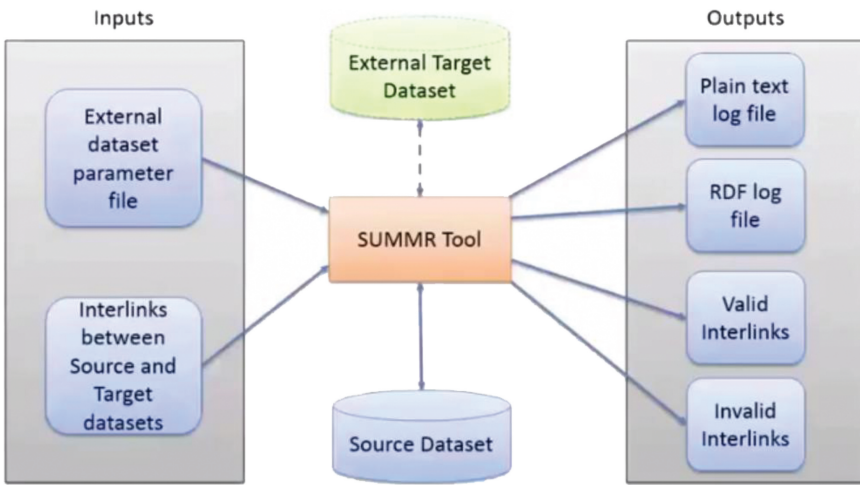 Inputs
External
dataset
parameter
file
Interlinks
between
Source and
Target
datasets
External Target
Dataset
SUMMR Tool
Source Dataset
Outputs
Plain text
log file
RDF log
file
Valid
Interlinks
Invalid
Interlinks